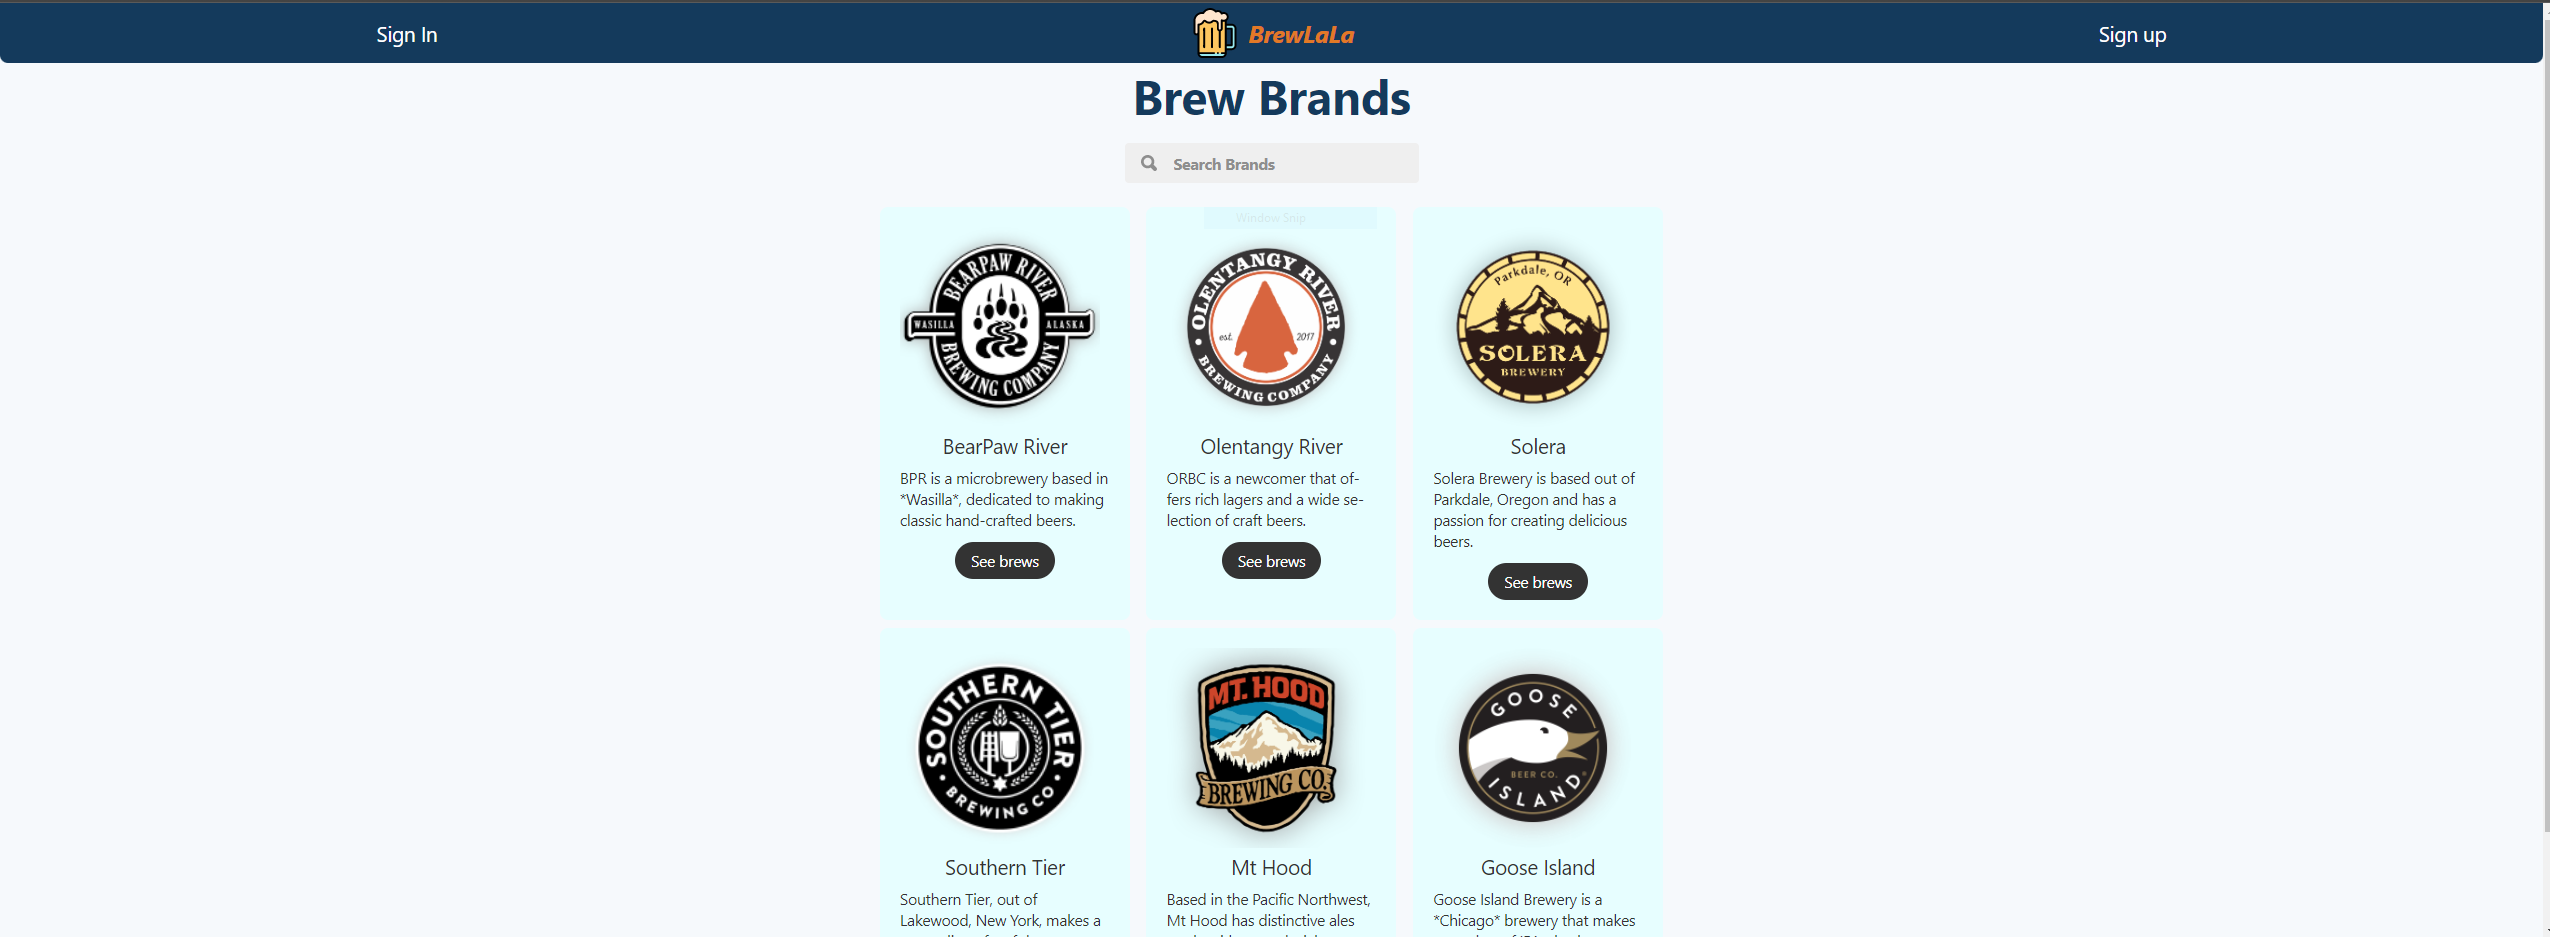 Sign In
BrewLaLa
Sign up
Brew Brands
Search Brands
Window Snip
BEARPAW RIVER
WASILLA ALASKA
BREWING COMPANY
OLENTANGY RIVER
est. 2017
BREWING COMPANY
Parkdale, OR
SOLERA
BREWERY
BearPaw River
BPR is a microbrewery based in
*Wasilla*, dedicated to making
classic hand-crafted beers.
See brews
Olentangy River
ORBC is a newcomer that of-
fers rich lagers and a wide se-
lection of craft beers.
See brews
Solera
Solera Brewery is based out of
Parkdale, Oregon and has a
passion for creating delicious
beers.
See brews
SOUTHERN TIER
BREWING CO
MT. HOOD
BREWING CO.
GOOSE
BEER CO.
ISLAND
Southern Tier
Southern Tier, out of
Lakewood, New York, makes a
Mt Hood
Based in the Pacific Northwest,
Mt Hood has distinctive ales
Goose Island
Goose Island Brewery is a
*Chicago* brewery that makes